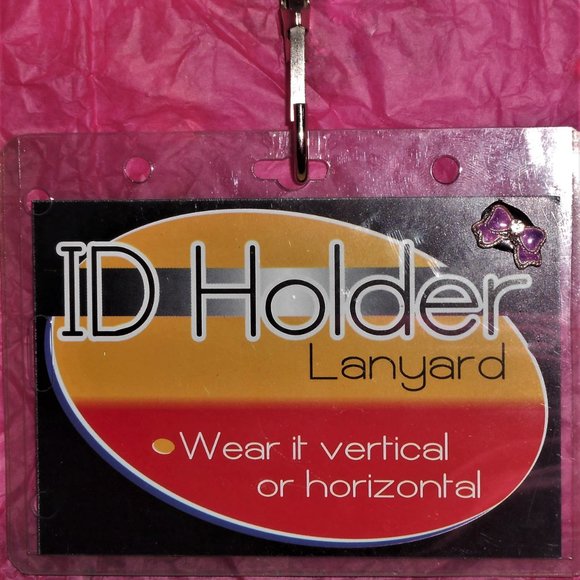 ID Holder
Lanyard
Wear it vertical
or horizontal